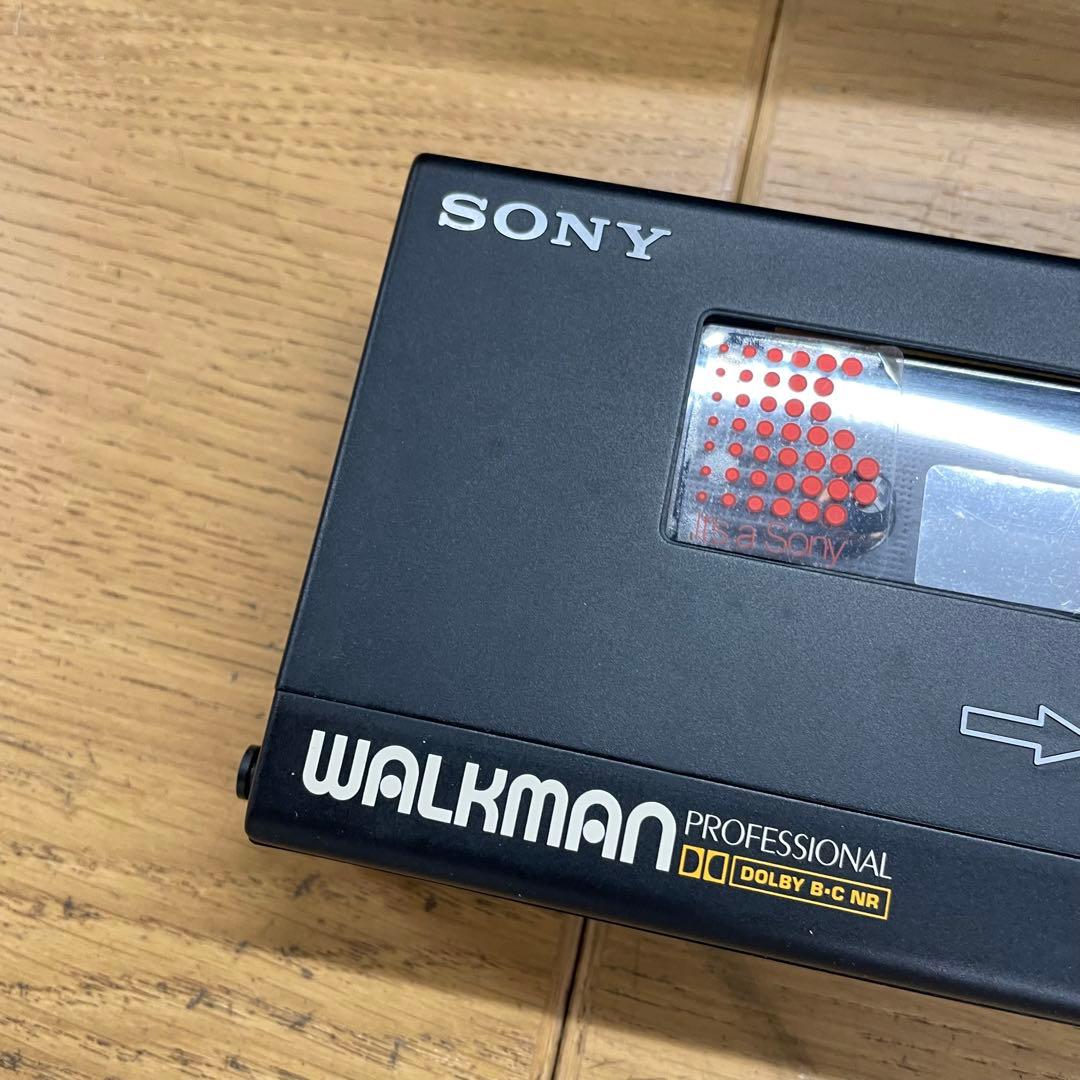 SONY
It's a Sony
WALKMAN PROFESSIONAL
DOLBY B•C NR